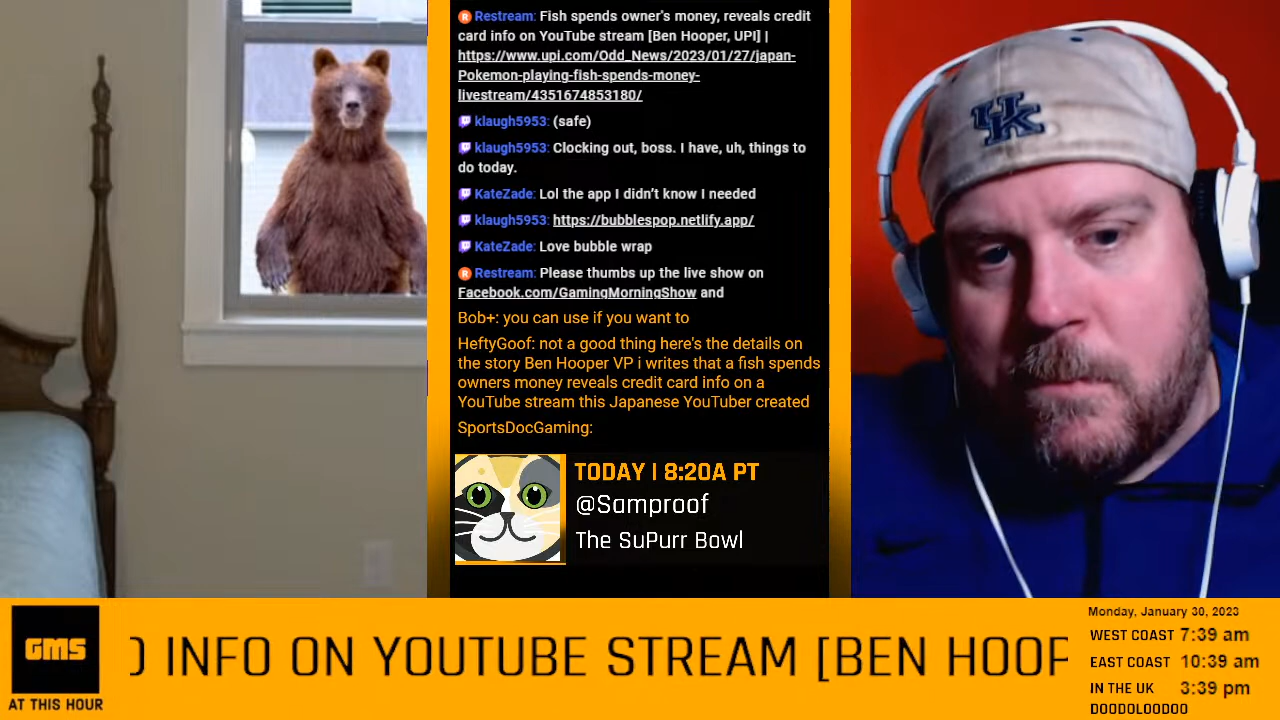 Restream: Fish spends owner's money, reveals credit
card info on YouTube stream [Ben Hooper, UPI] |
https://www.upi.com/Odd_News/2023/01/27/japan-
Pokemon-playing-fish-spends-money-
livestream/4351674853180/
klaugh5953: (safe)
klaugh5953: Clocking out, boss. I have, uh, things to
do today.
KateZade: Lol the app I didn't know I needed
klaugh5953: https://bubblespop.netlify.app/
KateZade: Love bubble wrap
Restream: Please thumbs up the live show on
Facebook.com/GamingMorningShow and
Bob+: you can use if you want to
HeftyGoof: not a good thing here's the details on
the story Ben Hooper VP i writes that a fish spends
owners money reveals credit card info on a
YouTube stream this Japanese YouTuber created
SportsDocGaming:
TODAY | 8:20A PT
@Samproof
The SuPurr Bowl
UK
GMS
AT THIS HOUR
INFO ON YOUTUBE STREAM [BEN HOOP
Monday, January 30, 2023
WEST COAST 7:39 am
EAST COAST 10:39 am
IN THE UK 3:39 pm
DOODOLOODOO